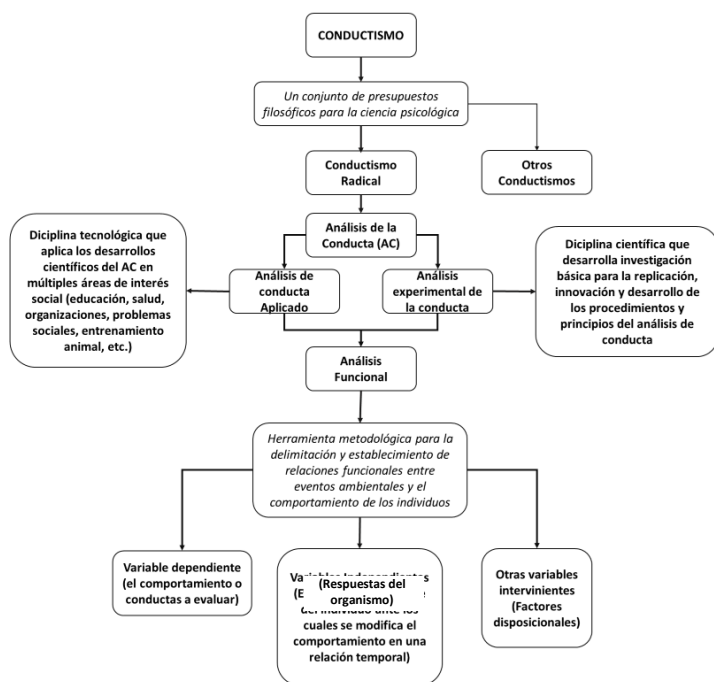 CONDUCTISMO
Un conjunto de presupuestos
filosóficos para la ciencia psicológica
Conductismo
Radical
Otros
Conductismos
Análisis de la
Conducta (AC)
Diciplina tecnológica que
aplica los desarrollos
científicos del AC en
múltiples áreas de interés
social (educación, salud,
organizaciones, problemas
sociales, entrenamiento
animal, etc.)
Análisis de
conducta
Aplicado
Análisis
experimental de
la conducta
Diciplina científica que
desarrolla investigación
básica para la replicación,
innovación y desarrollo de
los procedimientos y
principios del análisis de
conducta
Análisis
Funcional
Herramienta metodológica para la
delimitación y establecimiento de
relaciones funcionales entre
eventos ambientales y el
comportamiento de los individuos
Variable dependiente
(el comportamiento o
conductas a evaluar)
(Respuestas del
organismo)
individuo ante los
cuales se modifica el
comportamiento en una
relación temporal)
Otras variables
intervinientes
(Factores
disposicionales)